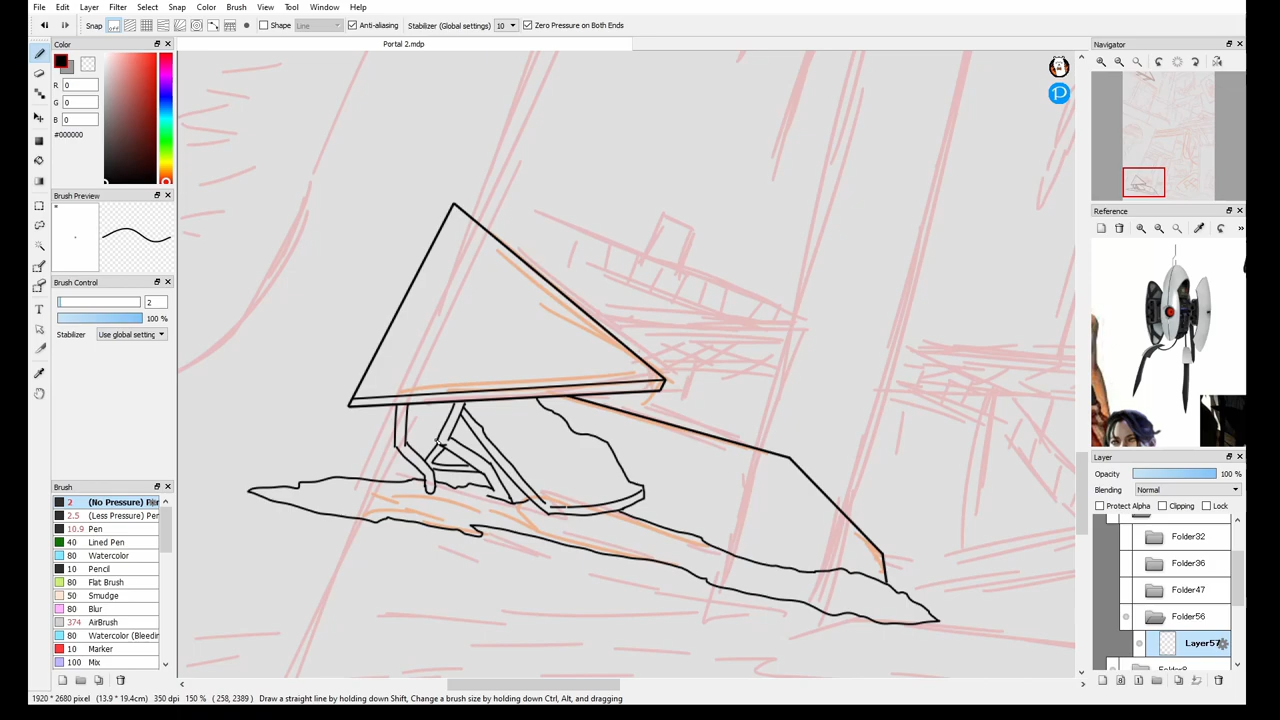 File Edit Layer Filter Select Snap Color Brush View Tool Window Help
Snap off Shape Line Anti-aliasing Stabilizer (Global settings) 10 Zero Pressure on Both Ends
Color
Portal 2.mdp
Navigator
R 0
G 0
B 0
#000000
Brush Preview
Reference
Brush Control
2
100 %
Stabilizer Use global setting
Layer
Opacity 100 %
Blending Normal
Protect Alpha Clipping Lock
Brush
2 (No Pressure)
2.5 (Less Pressure) Pen
10.9 Pen
40 Lined Pen
80 Watercolor
10 Pencil
80 Flat Brush
50 Smudge
80 Blur
374 AirBrush
80 Watercolor (Bleedin
10 Marker
100 Mix
Folder32
Folder36
Folder47
Folder56
Layer57
Folder8
1920 * 2680 pixel (13.9 * 19.4cm) 350 dpi 150 % ( 258, 2389 ) Draw a straight line by holding down Shift, Change a brush size by holding down Ctrl, Alt, and dragging